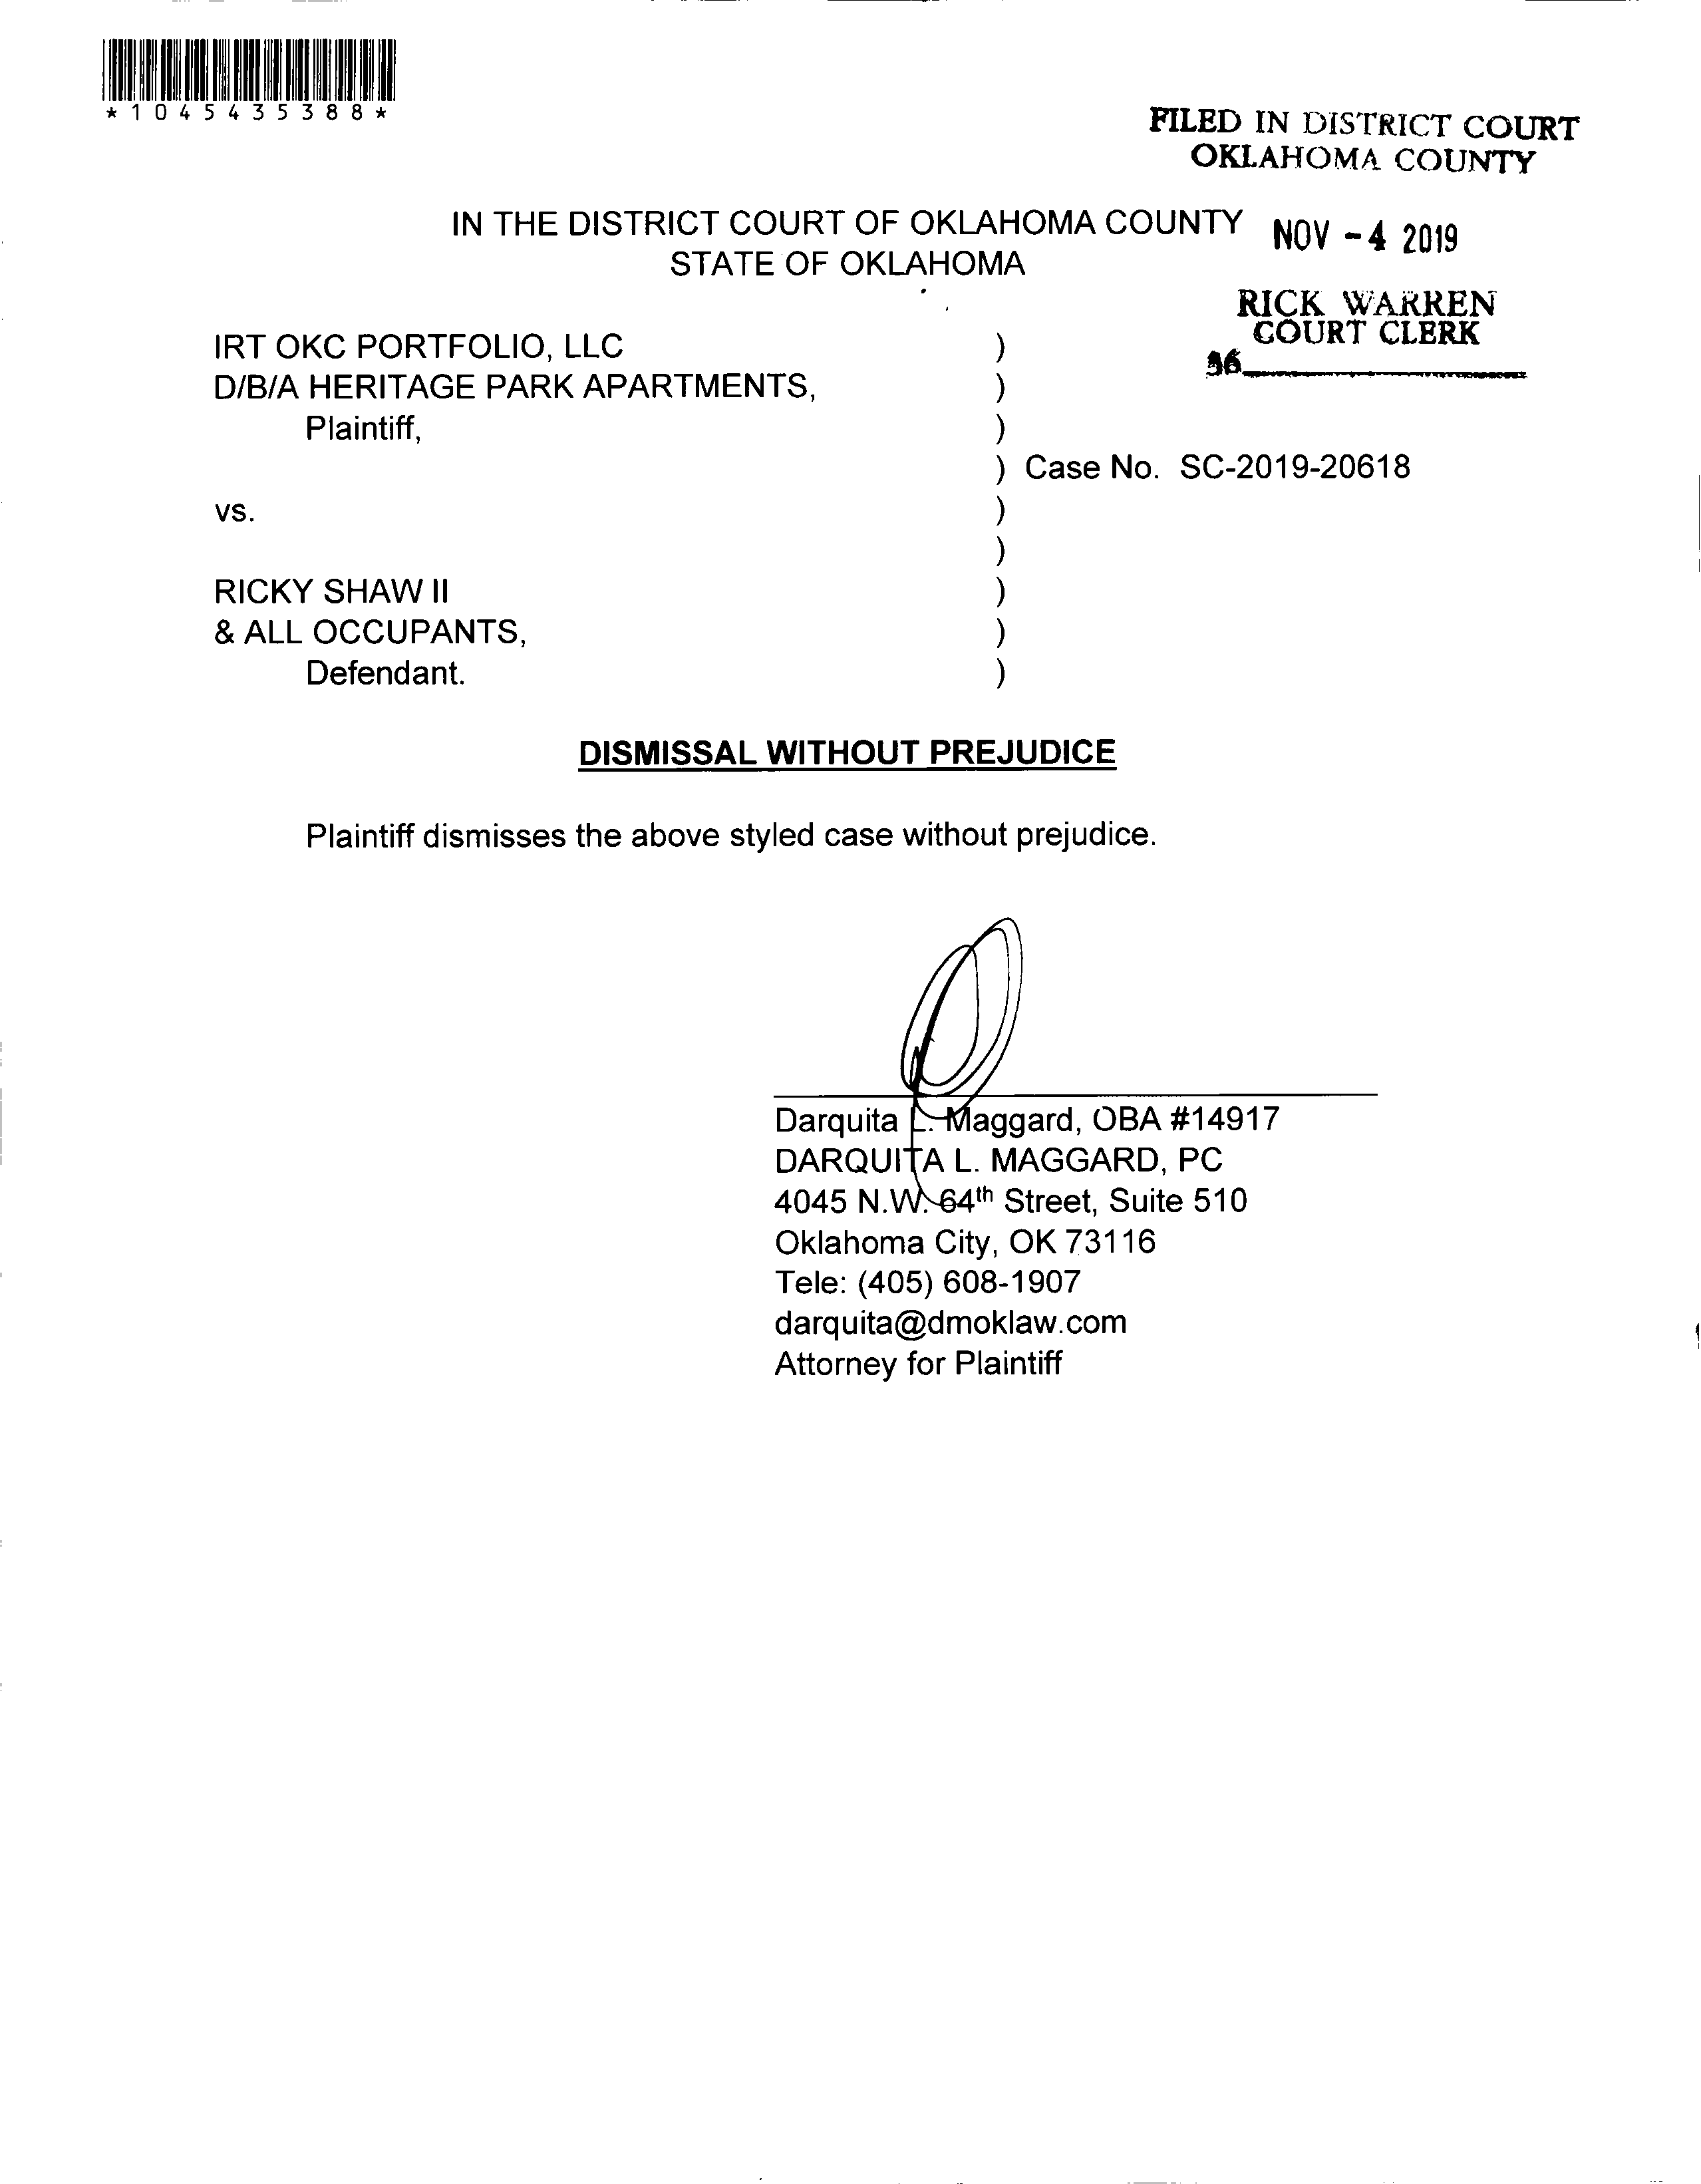 *1045435388*
FILED IN DISTRICT COURT
OKLAHOMA COUNTY
IN THE DISTRICT COURT OF OKLAHOMA COUNTY
STATE OF OKLAHOMA
NOV - 4 2019
RICK WARREN
COURT CLERK
36
IRT OKC PORTFOLIO, LLC )
D/B/A HERITAGE PARK APARTMENTS, )
Plaintiff, )
) Case No. SC-2019-20618
vs. )
)
RICKY SHAW II )
& ALL OCCUPANTS, )
Defendant. )
DISMISSAL WITHOUT PREJUDICE
Plaintiff dismisses the above styled case without prejudice.
Darquita L. Maggard, OBA #14917
DARQUITA L. MAGGARD, PC
4045 N.W. 64th Street, Suite 510
Oklahoma City, OK 73116
Tele: (405) 608-1907
darquita@dmoklaw.com
Attorney for Plaintiff